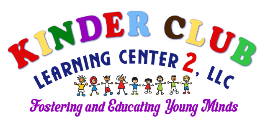 KINDER CLUB
LEARNING CENTER 2, LLC
Fostering and Educating Young Minds